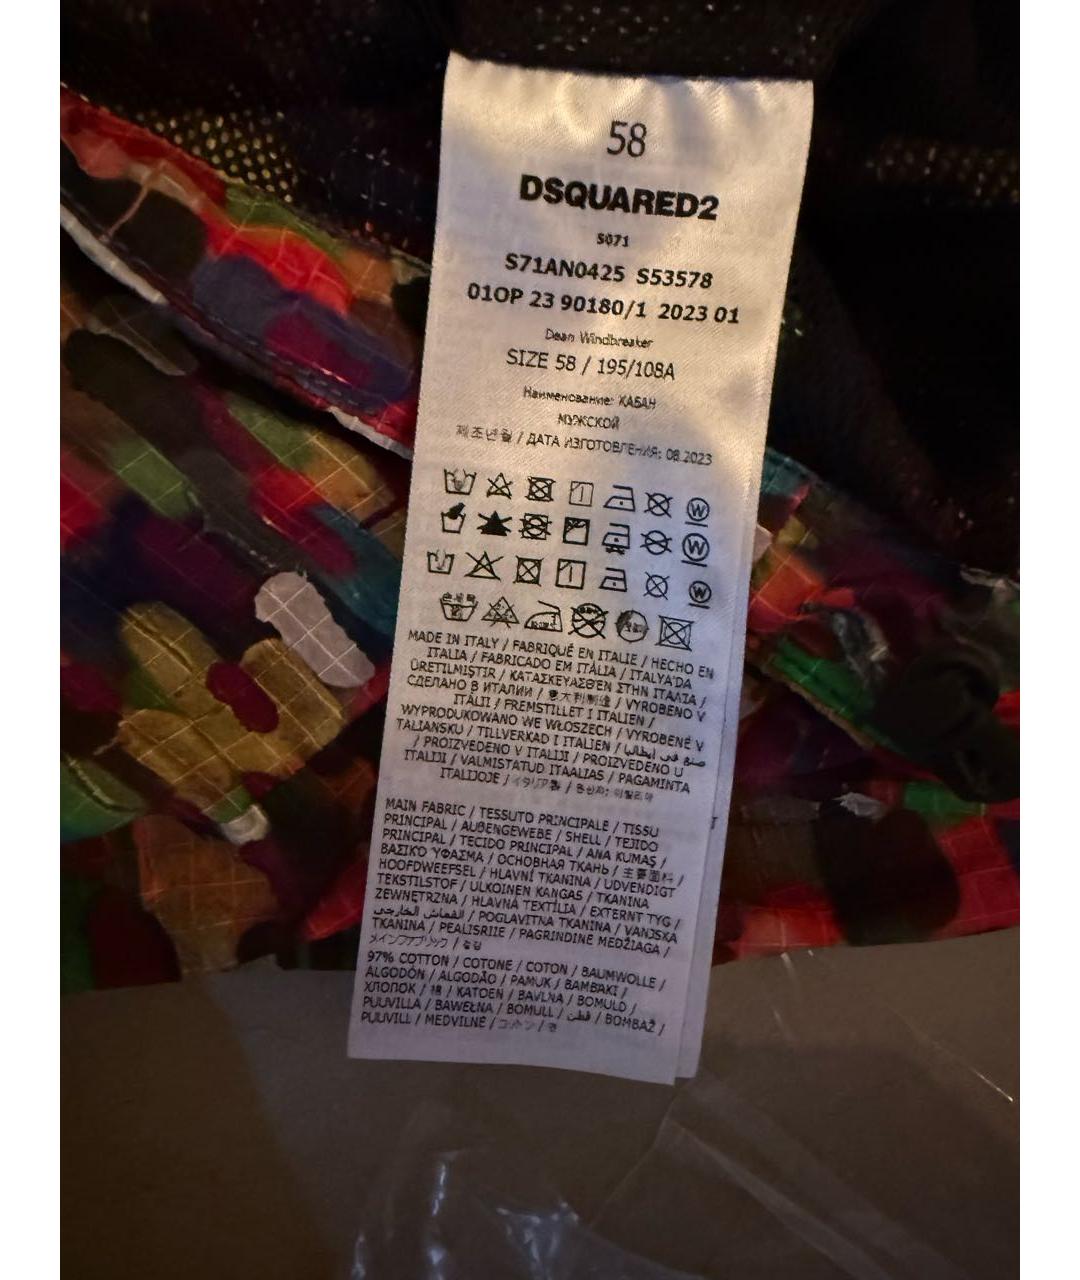 58
DSQUARED2
S071
S71AN0425 S53578
01OP 23 90180/1 2023 01
Dean Windbreaker
SIZE 58 / 195/108A
Наименование: КАБАН
МУЖСКОЙ
제조년월 / ДАТА ИЗГОТОВЛЕНИЯ: 08.2023
MADE IN ITALY / FABRIQUÉ EN ITALIE / HECHO EN
ITALIA / FABRICADO EM ITÁLIA / ITALYA'DA
ÜRETILMIŞTIR / ΚΑΤΑΣΚΕΥΑΣΘΈΝ ΣΤΗΝ ΙΤΑΛΊΑ /
СДЕЛАНО В ИТАЛИИ / 意大利制造 / VYROBENO V
ITÁLII / FREMSTILLET I ITALIEN /
WYPRODUKOWANO WE WŁOSZECH / VYROBENÉ V
TALIANSKU / TILLVERKAD I ITALIEN / صنع في إيطاليا
/ PROIZVEDENO V ITALIJI / PROIZVEDENO U
ITALIJI / VALMISTATUD ITAALIAS / PAGAMINTA
ITALIJOJE / イタリア製 / 원산지: 이탈리아
MAIN FABRIC / TESSUTO PRINCIPALE / TISSU
PRINCIPAL / AUßENGEWEBE / SHELL / TEJIDO
PRINCIPAL / TECIDO PRINCIPAL / ANA KUMAŞ /
ΒΑΣΙΚΌ ΎΦΑΣΜΑ / ОСНОВНАЯ ТКАНЬ / 主要面料 /
HOOFDWEEFSEL / HLAVNÍ TKANINA / UDVENDIGT
TEKSTILSTOF / ULKOINEN KANGAS / TKANINA
ZEWNĘTRZNA / HLAVNÁ TEXTÍLIA / EXTERNT TYG /
القماش الخارجي / POGLAVITNA TKANINA / VANJSKA
TKANINA / PEALISRIIE / PAGRINDINE MEDŽIAGA /
メインファブリック / 겉감
97% COTTON / COTONE / COTON / BAUMWOLLE /
ALGODÓN / ALGODÃO / PAMUK / ΒΑΜΒΆΚΙ /
ХЛОПОК / 棉 / KATOEN / BAVLNA / BOMULD /
PUUVILLA / BAWEŁNA / BOMULL / قطن / BOMBAŽ /
PUUVILL / MEDVILNĖ / コットン / 면